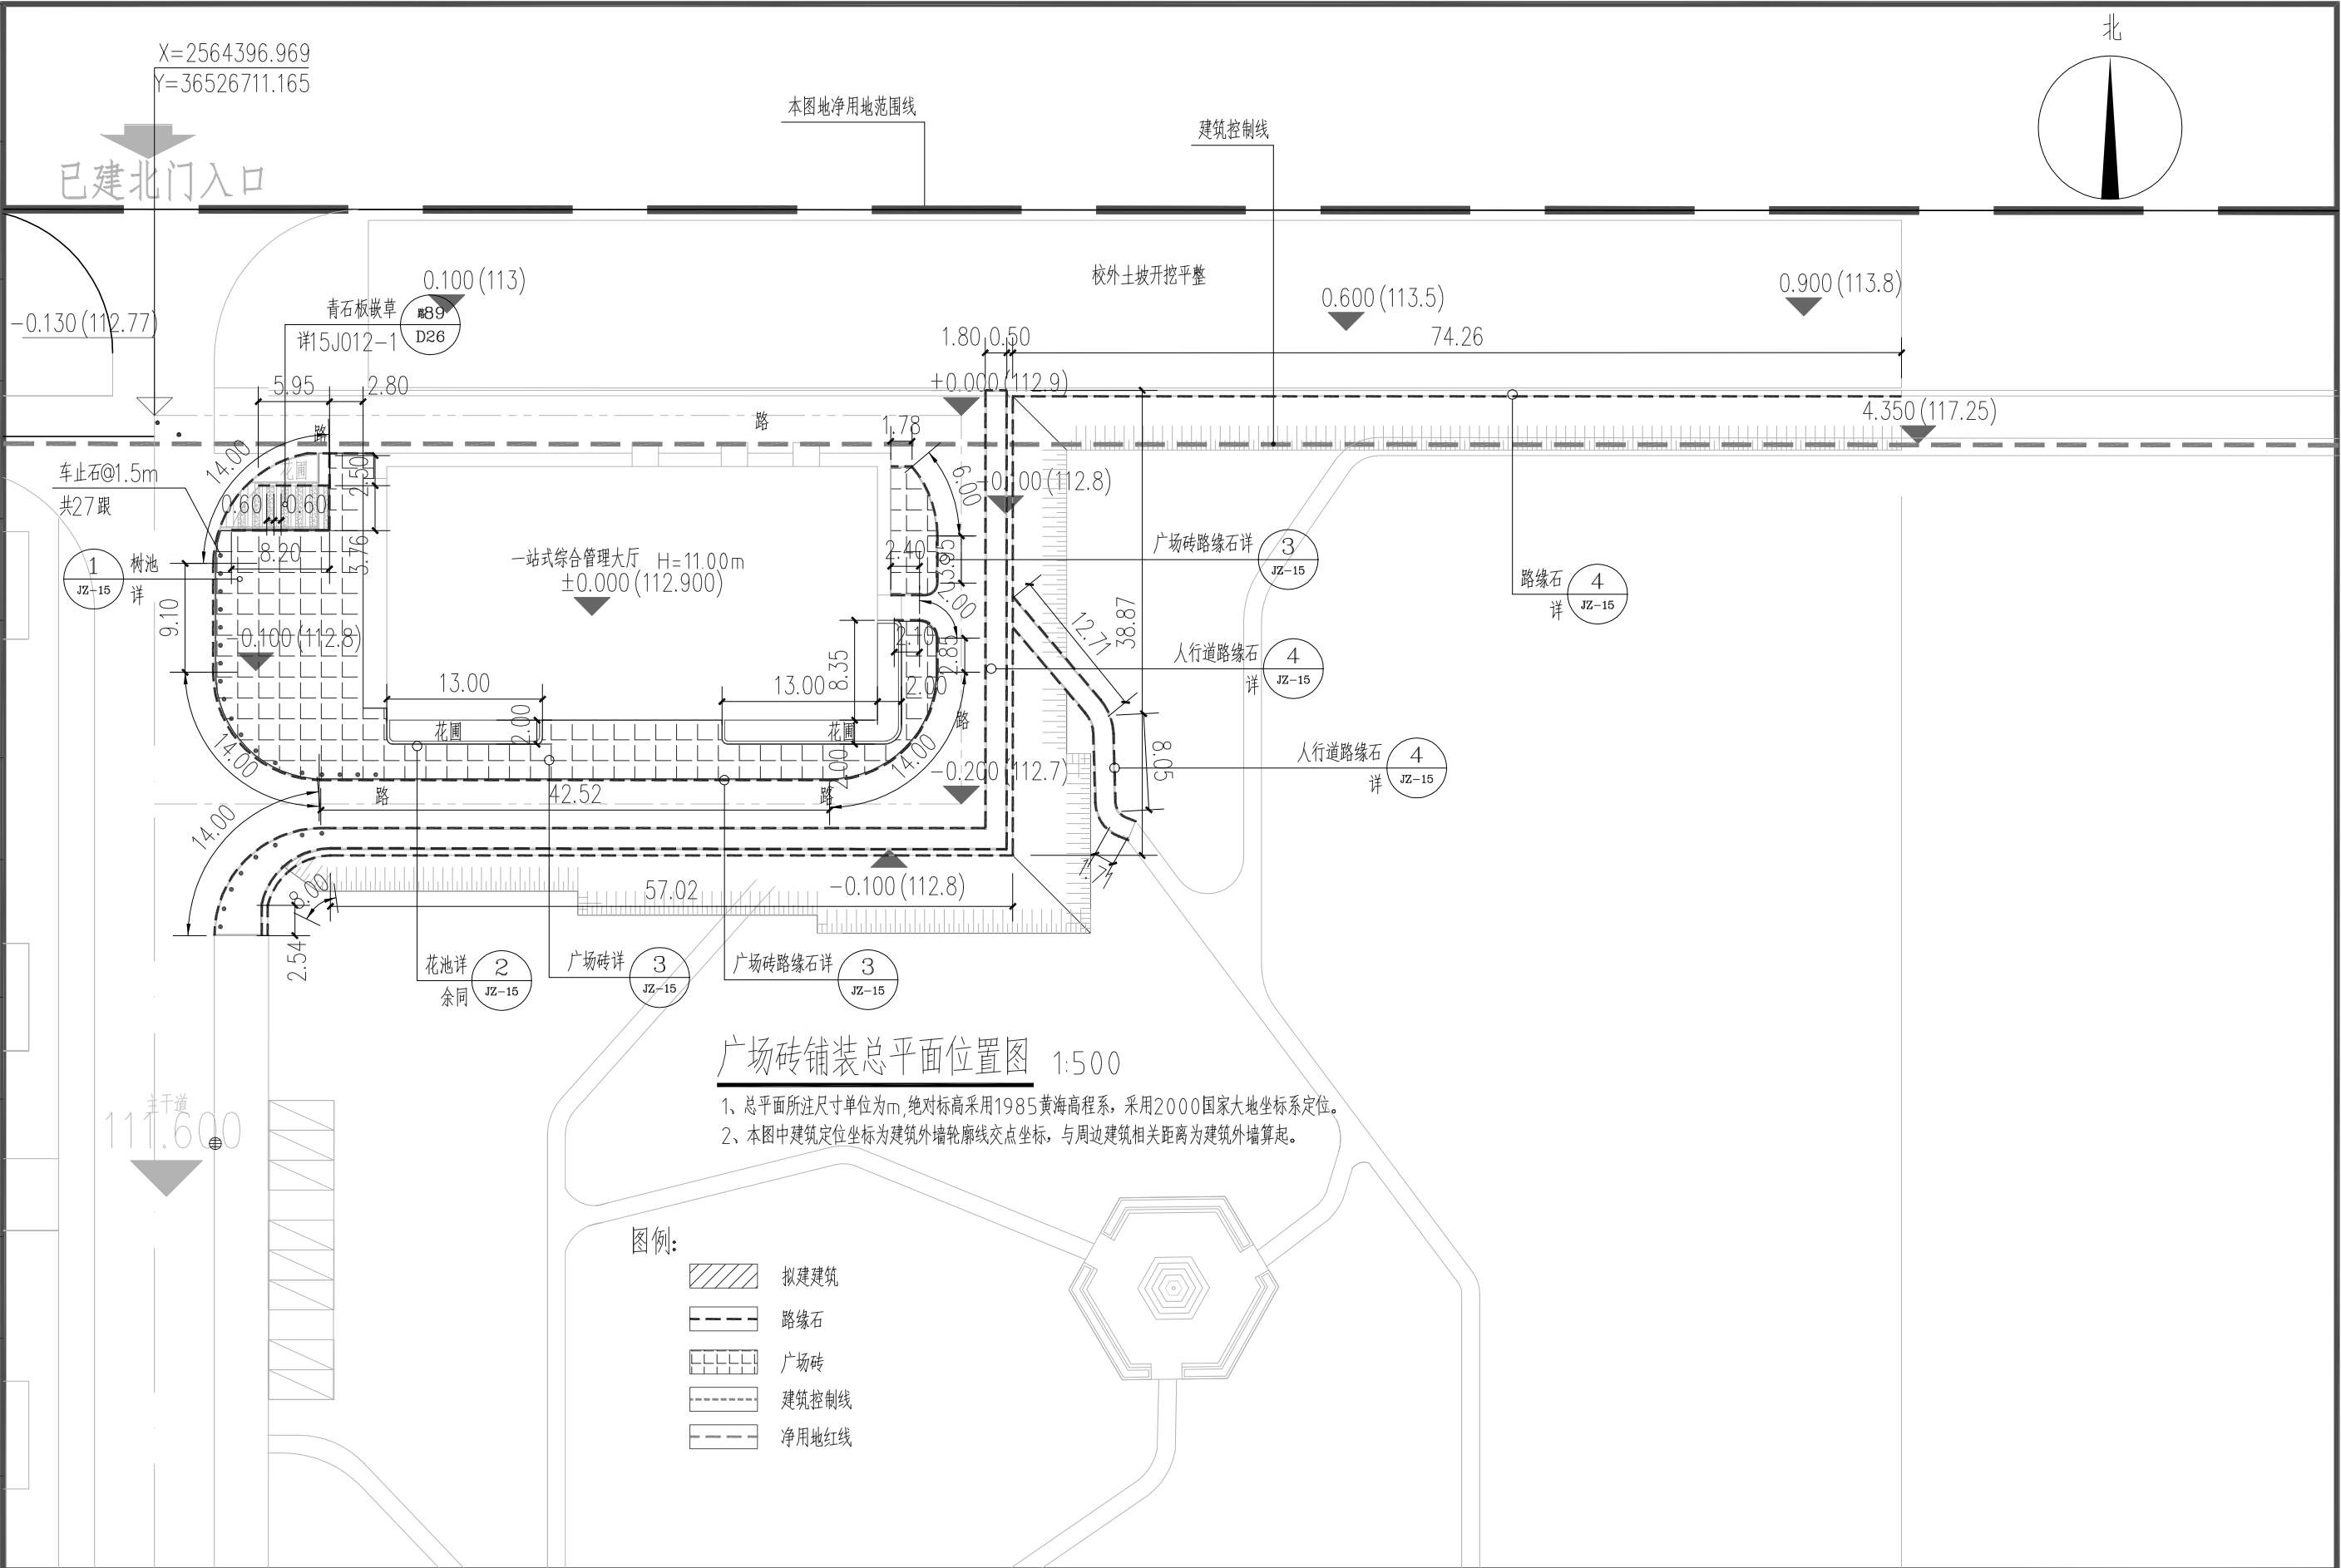 北
X=2564396.969
Y=36526711.165
本图地净用地范围线
建筑控制线
已建北门入口
校外土坡开挖平整
0.100(113)
0.600(113.5)
0.900(113.8)
青石板嵌草
详15J012-1
D26
-0.130(112.77)
1.80
0.50
74.26
5.95
2.80
+0.000(112.9)
4.350(117.25)
路
路
1.78
14.00
花圃
2.50
6.00
-0.100(112.8)
车止石@1.5m
共27跟
0.60
0.60
8.20
3.76
一站式综合管理大厅 H=11.00m
±0.000(112.900)
2.40
3.95
2.00
广场砖路缘石详
3
JZ-15
1
JZ-15
树池
详
路缘石
详
4
JZ-15
9.10
-0.100(112.8)
12.71
38.87
8.35
2.10
2.85
人行道路缘石
详
4
JZ-15
13.00
13.00
2.00
花圃
2.00
花圃
路
14.00
2.00
14.00
-0.200(112.7)
8.05
人行道路缘石
详
4
JZ-15
路
42.52
路
14.00
8.00
57.02
-0.100(112.8)
2.54
花池详
余同
2
JZ-15
广场砖详
3
JZ-15
广场砖路缘石详
3
JZ-15
广场砖铺装总平面位置图 1:500
1、总平面所注尺寸单位为m,绝对标高采用1985黄海高程系，采用2000国家大地坐标系定位。
2、本图中建筑定位坐标为建筑外墙轮廓线交点坐标，与周边建筑相关距离为建筑外墙算起。
主干道
111.600
图例:
拟建建筑
路缘石
广场砖
建筑控制线
净用地红线